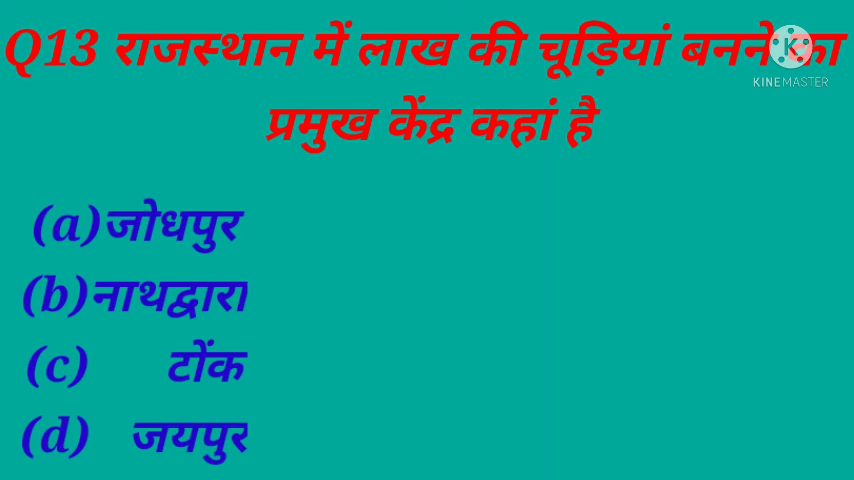 Q13 राजस्थान में लाख की चूड़ियां बनने का
KINEMASTER
प्रमुख केंद्र कहां है
(a)जोधपुर
(b)नाथद्वारा
(c) टोंक
(d) जयपुर